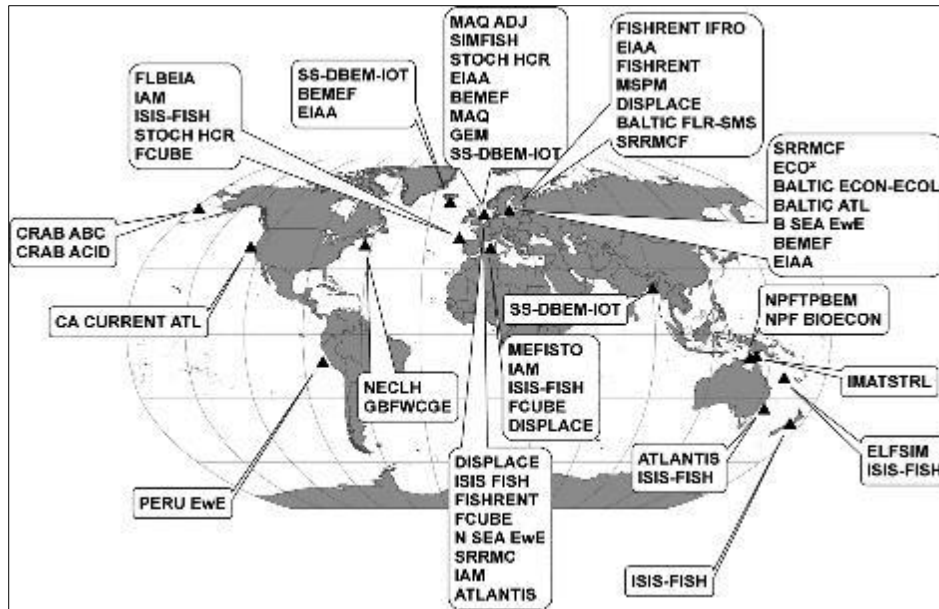 MAQ ADJ
SIMFISH
STOCH HCR
EIAA
BEMEF
MAQ
GEM
SS-DBEM-IOT
FISHRENT IFRO
EIAA
FISHRENT
MSPM
DISPLACE
BALTIC FLR-SMS
SRRMCF
FLBEIA
IAM
ISIS-FISH
STOCH HCR
FCUBE
SS-DBEM-IOT
BEMEF
EIAA
SRRMCF
ECO²
BALTIC ECON-ECOL
BALTIC ATL
B SEA EwE
BEMEF
EIAA
CRAB ABC
CRAB ACID
CA CURRENT ATL
SS-DBEM-IOT
NPFTPBEM
NPF BIOECON
MEFISTO
IAM
ISIS-FISH
FCUBE
DISPLACE
NECLH
GBFWCGE
IMATSTRL
ELFSIM
ISIS-FISH
ATLANTIS
ISIS-FISH
DISPLACE
ISIS FISH
FISHRENT
FCUBE
N SEA EwE
SRRMC
IAM
ATLANTIS
PERU EwE
ISIS-FISH